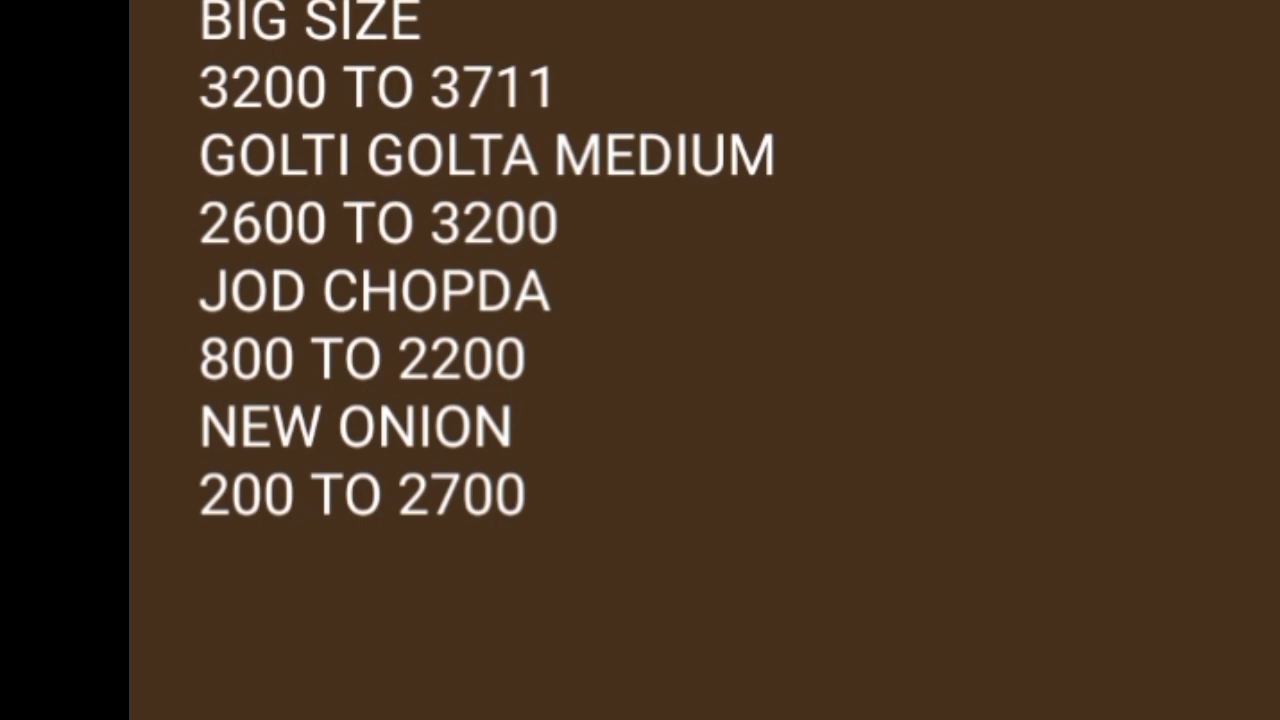 BIG SIZE
3200 TO 3711
GOLTI GOLTA MEDIUM
2600 TO 3200
JOD CHOPDA
800 TO 2200
NEW ONION
200 TO 2700